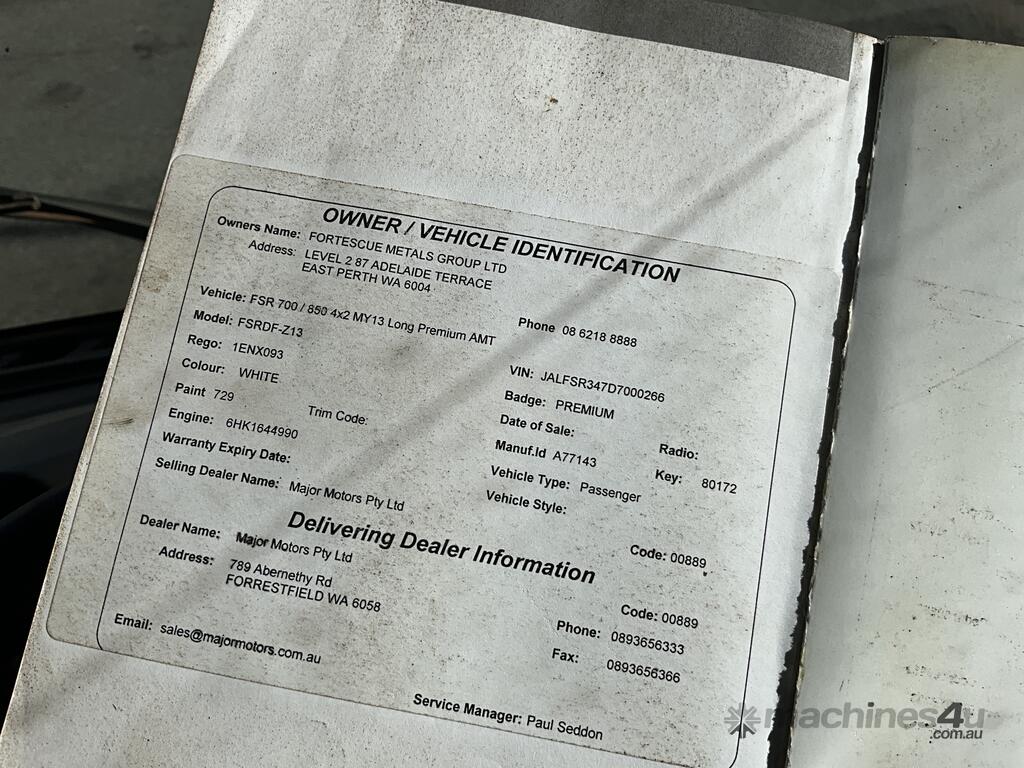 OWNER / VEHICLE IDENTIFICATION
Owners Name: FORTESCUE METALS GROUP LTD
Address: LEVEL 2 87 ADELAIDE TERRACE
EAST PERTH WA 6004
Phone 08 6218 8888
Vehicle: FSR 700 / 850 4x2 MY13 Long Premium AMT
Model: FSRDF-Z13
VIN: JALFSR347D7000266
Rego: 1ENX093
Badge: PREMIUM
Colour: WHITE
Date of Sale:
Radio:
Paint 729
Trim Code:
Manuf.Id A77143
Key: 80172
Engine: 6HK1644990
Vehicle Type: Passenger
Warranty Expiry Date:
Vehicle Style:
Selling Dealer Name: Major Motors Pty Ltd
Code: 00889
Delivering Dealer Information
Dealer Name: Major Motors Pty Ltd
Code: 00889
Address: 789 Abernethy Rd
FORRESTFIELD WA 6058
Phone: 0893656333
Fax: 0893656366
Email: sales@majormotors.com.au
Service Manager: Paul Seddon
machines4u
.com.au